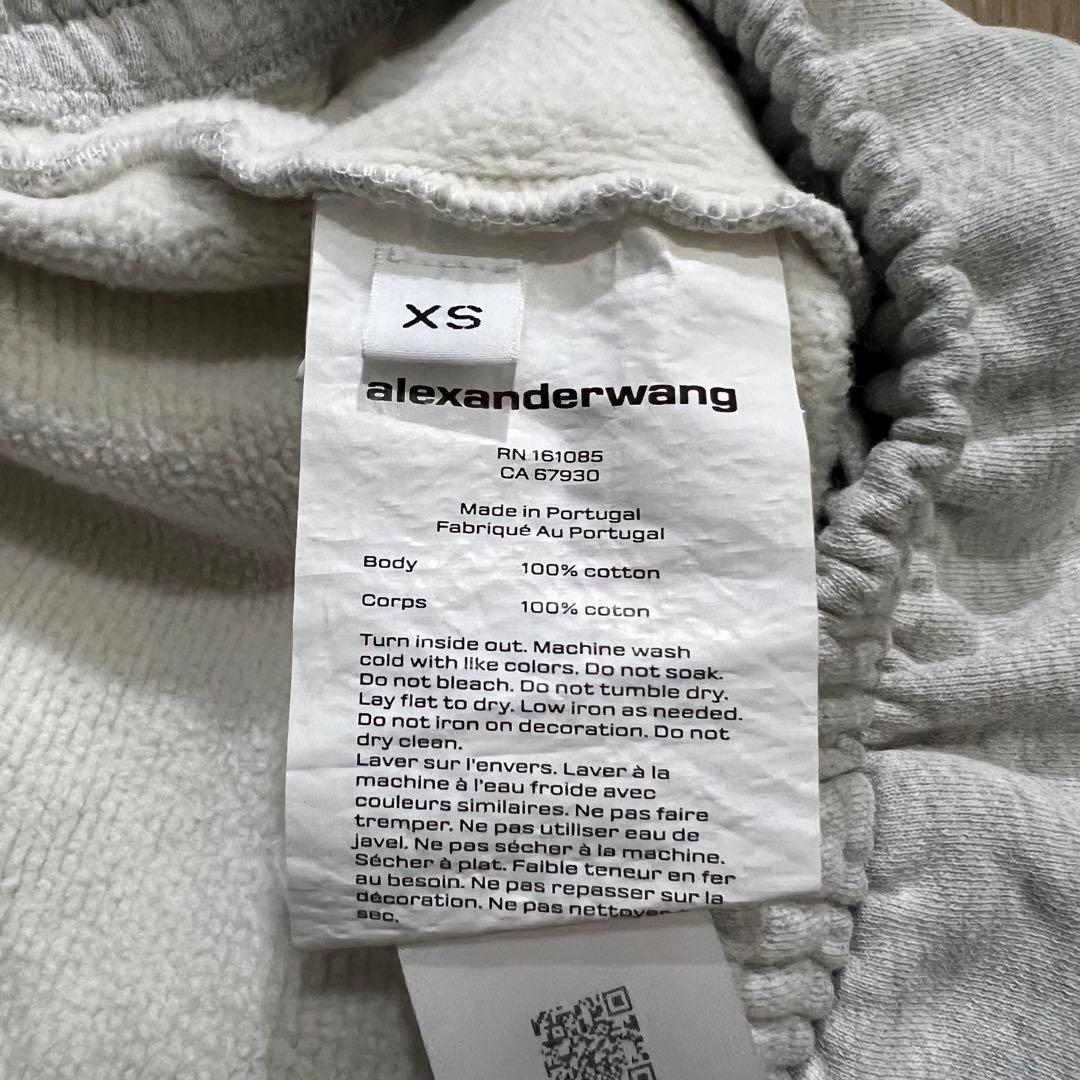 XS
alexanderwang
RN 161085
CA 67930
Made in Portugal
Fabriqué Au Portugal
Body 100% cotton
Corps 100% coton
Turn inside out. Machine wash
cold with like colors. Do not soak.
Do not bleach. Do not tumble dry.
Lay flat to dry. Low iron as needed.
Do not iron on decoration. Do not
dry clean.
Laver sur l'envers. Laver à la
machine à l'eau froide avec
couleurs similaires. Ne pas faire
tremper. Ne pas utiliser eau de
javel. Ne pas sécher à la machine.
Sécher à plat. Faible teneur en fer
au besoin. Ne pas repasser sur la
décoration. Ne pas nettoyer
sec.